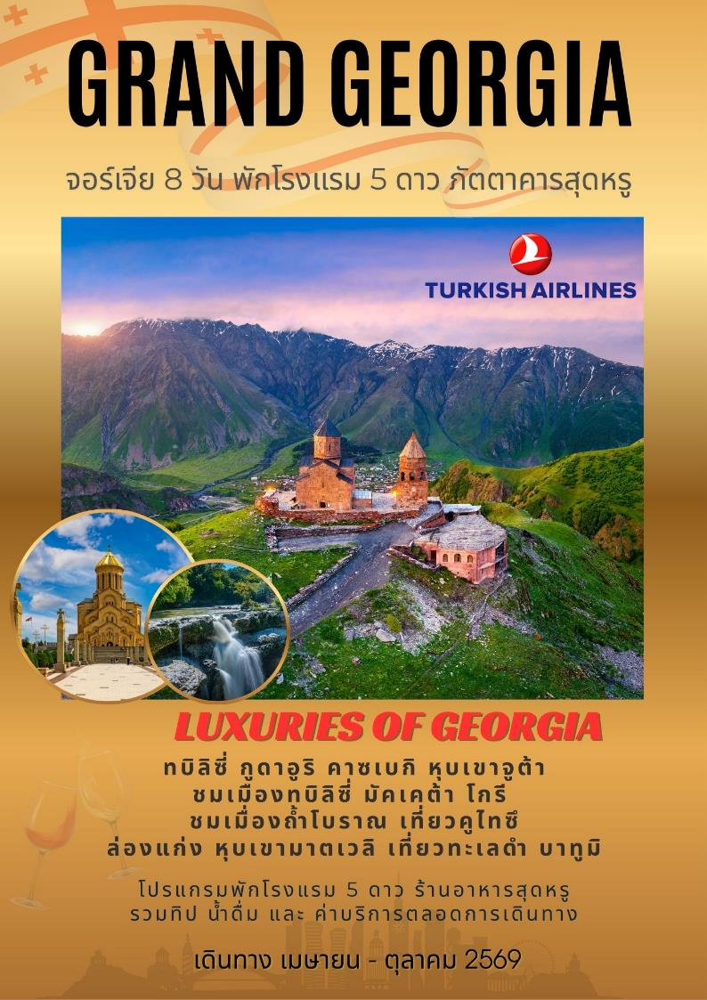 GRAND GEORGIA
จอร์เจีย 8 วัน พักโรงแรม 5 ดาว ภัตตาคารสุดหรู
TURKISH AIRLINES
LUXURIES OF GEORGIA
ทบิลิซี่ กูดาอูริ คาซเบกิ หุบเขาจูต้า
ชมเมืองทบิลิซี่ มัคเคต้า โกรี
ชมเมื่องถ้ำโบราณ เที่ยวคูไทซี
ล่องแก่ง หุบเขามาตเวลิ เที่ยวทะเลดำ บาทูมิ
โปรแกรมพักโรงแรม 5 ดาว ร้านอาหารสุดหรู
รวมทิป น้ำดื่ม และ ค่าบริการตลอดการเดินทาง
เดินทาง เมษายน - ตุลาคม 2569